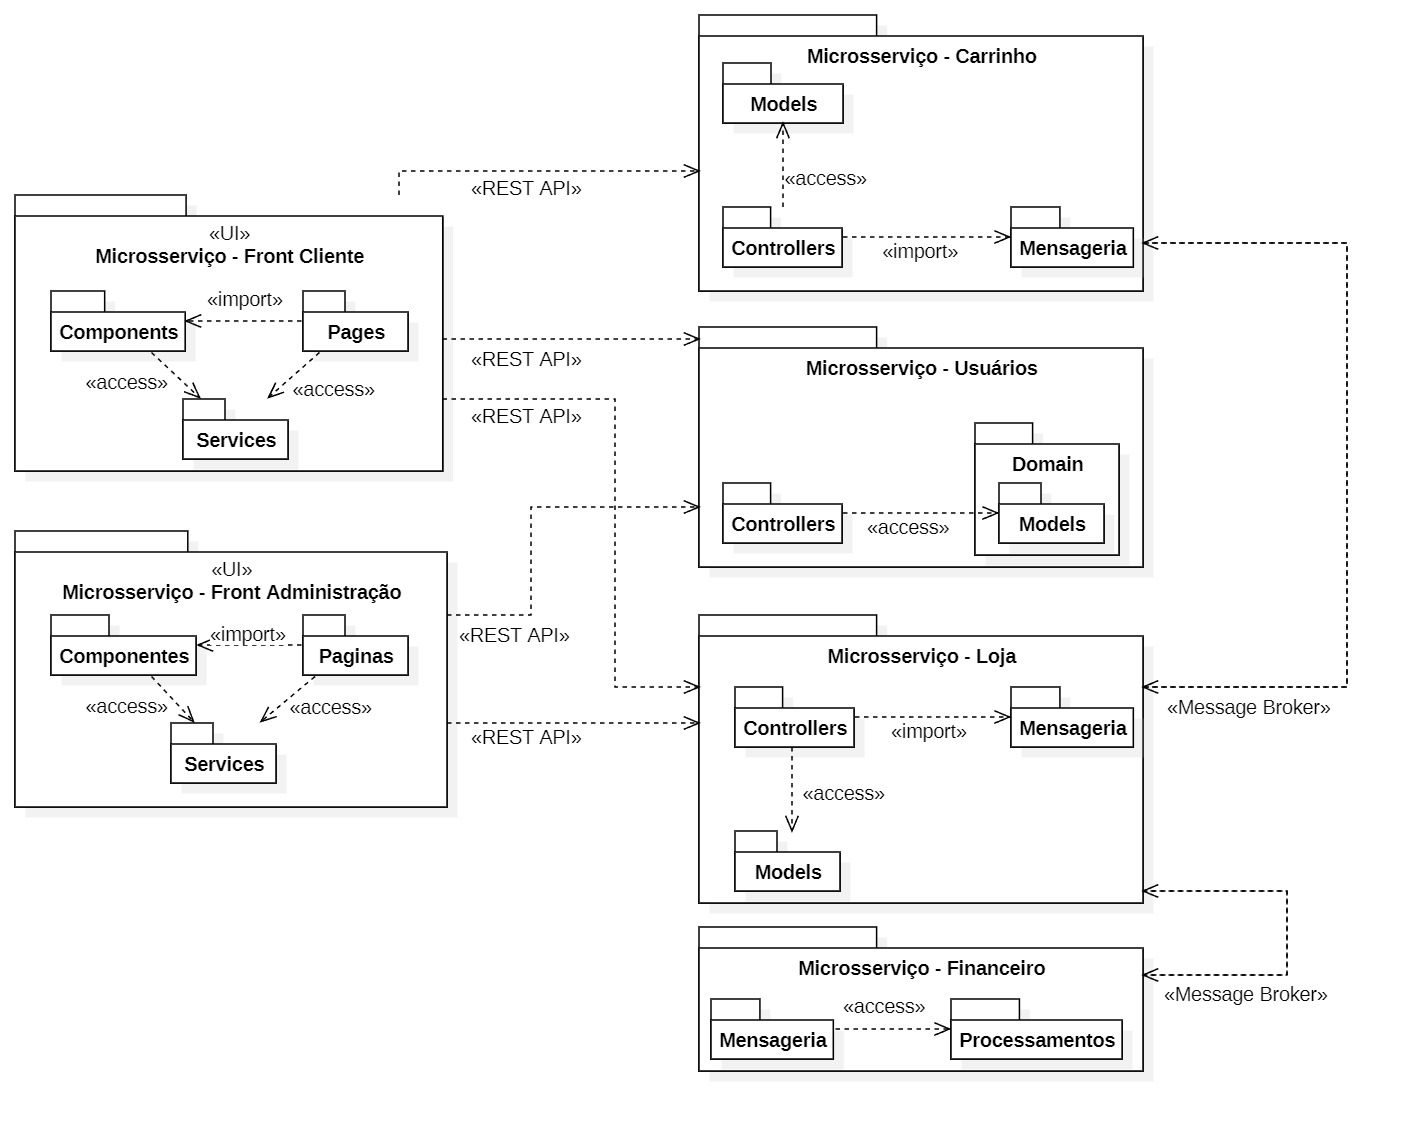 «UI»
Microsserviço - Front Cliente
«import»
Components
Pages
«access»
«access»
Services
«UI»
Microsserviço - Front Administração
«import»
Componentes
Paginas
«access»
«access»
Services
«REST API»
«REST API»
«REST API»
«REST API»
«REST API»
Microsserviço - Carrinho
Models
«access»
Controllers
«import»
Mensageria
Microsserviço - Usuários
Domain
Controllers
«access»
Models
Microsserviço - Loja
Controllers
«import»
Mensageria
«access»
Models
«Message Broker»
Microsserviço - Financeiro
«access»
Mensageria
Processamentos
«Message Broker»